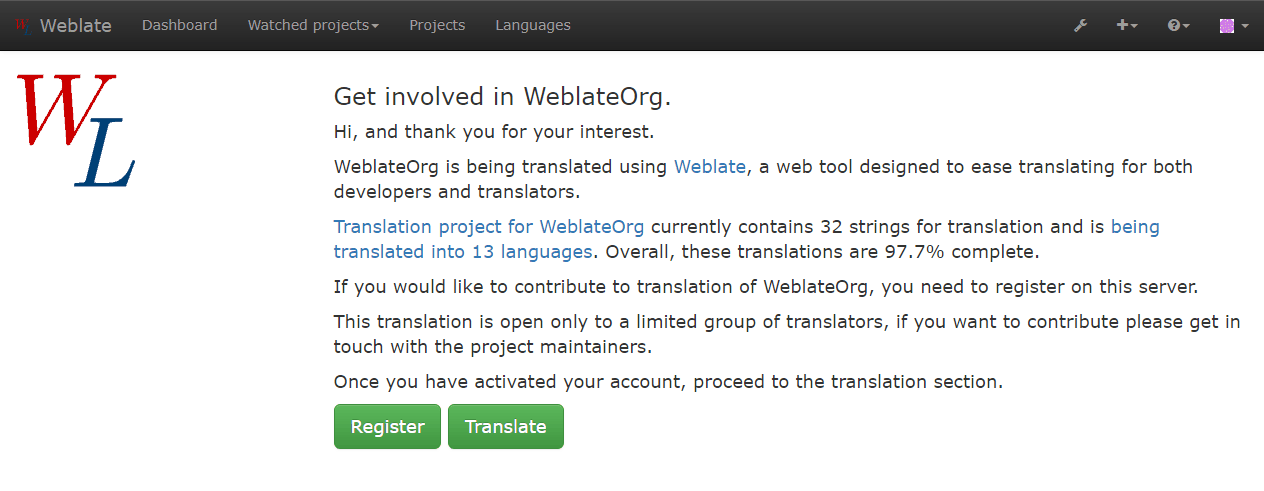 Weblate Dashboard Watched projects Projects Languages
WL
Get involved in WeblateOrg.
Hi, and thank you for your interest.
WeblateOrg is being translated using Weblate, a web tool designed to ease translating for both
developers and translators.
Translation project for WeblateOrg currently contains 32 strings for translation and is being
translated into 13 languages. Overall, these translations are 97.7% complete.
If you would like to contribute to translation of WeblateOrg, you need to register on this server.
This translation is open only to a limited group of translators, if you want to contribute please get in
touch with the project maintainers.
Once you have activated your account, proceed to the translation section.
Register Translate